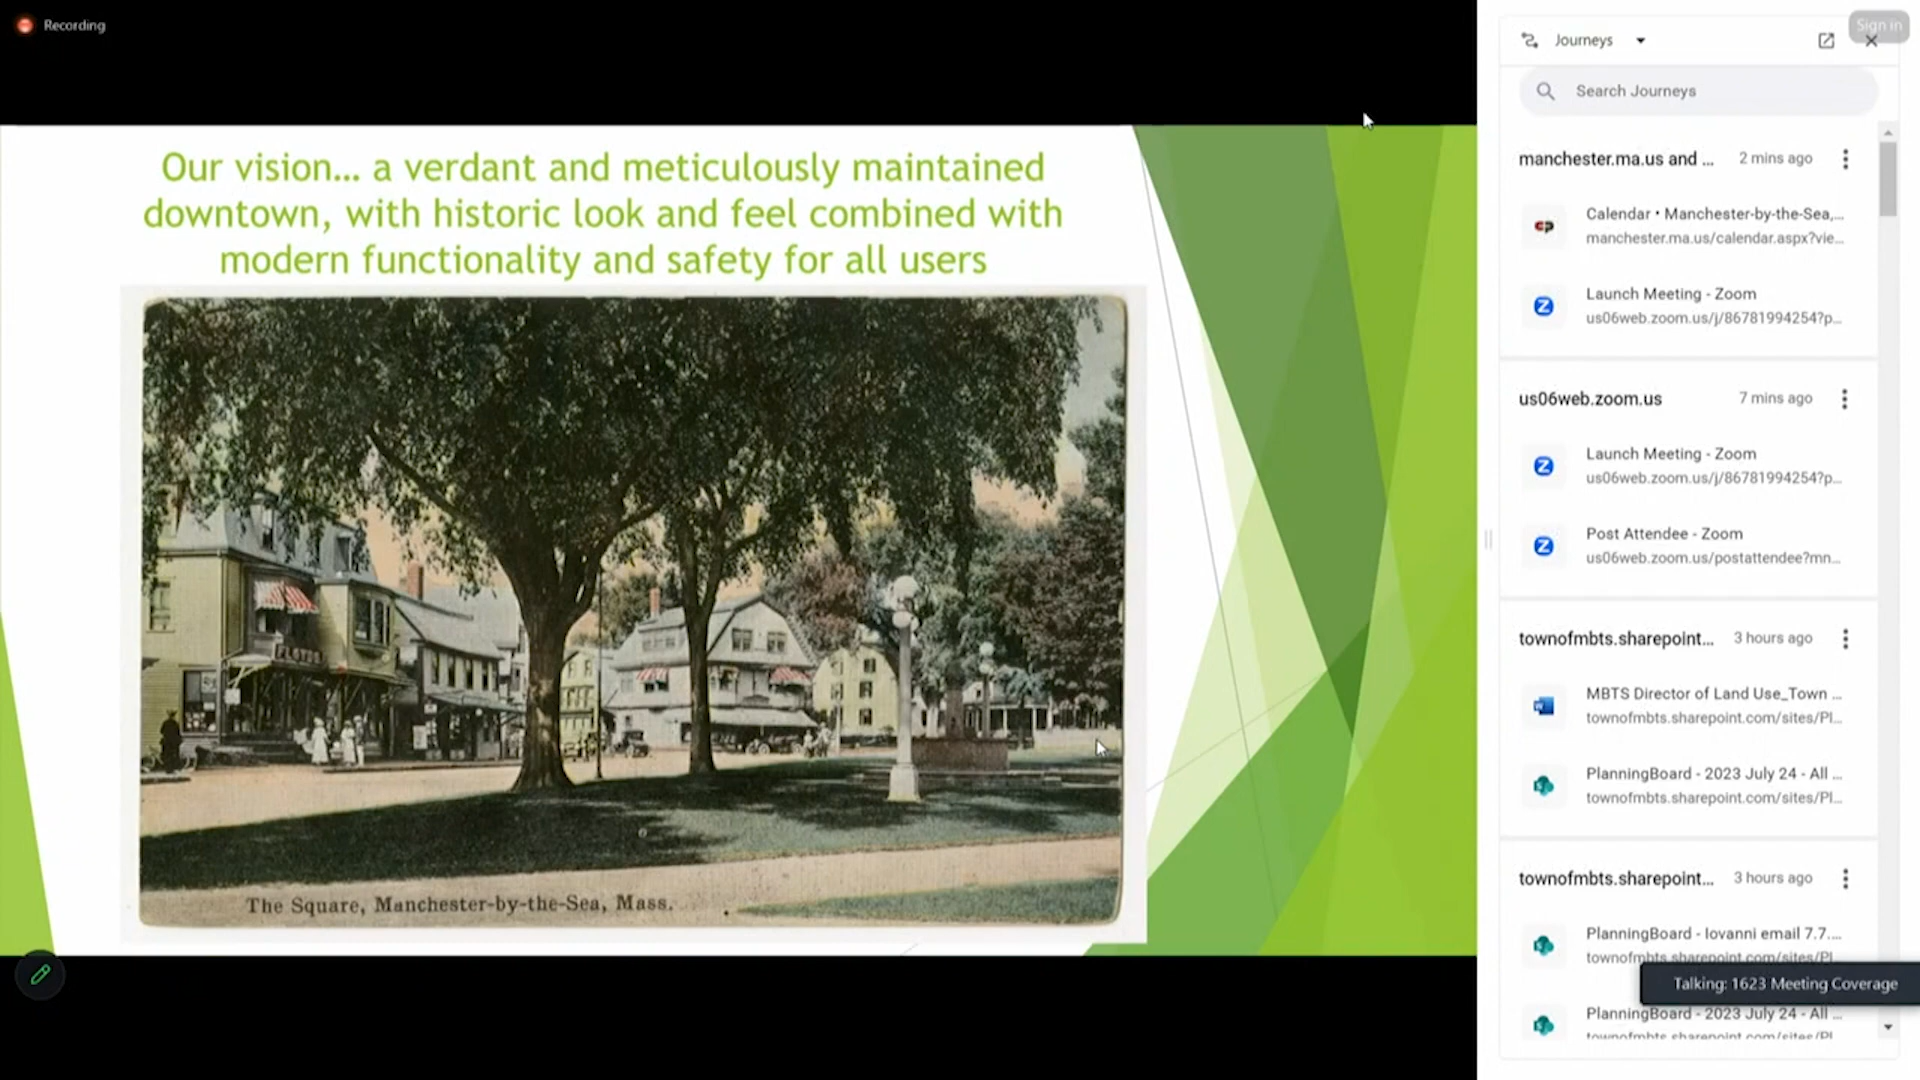 Recording
Our vision... a verdant and meticulously maintained
downtown, with historic look and feel combined with
modern functionality and safety for all users
FLOYDS
The Square, Manchester-by-the-Sea, Mass.
Sign in
Journeys
Search Journeys
manchester.ma.us and ... 2 mins ago
Calendar • Manchester-by-the-Sea,...
manchester.ma.us/calendar.aspx?vie...
Launch Meeting - Zoom
us06web.zoom.us/j/86781994254?p...
us06web.zoom.us 7 mins ago
Launch Meeting - Zoom
us06web.zoom.us/j/86781994254?p...
Post Attendee - Zoom
us06web.zoom.us/postattendee?mn...
townofmbts.sharepoint... 3 hours ago
MBTS Director of Land Use_Town ...
townofmbts.sharepoint.com/sites/Pl...
PlanningBoard - 2023 July 24 - All ...
townofmbts.sharepoint.com/sites/Pl...
townofmbts.sharepoint... 3 hours ago
PlanningBoard - Iovanni email 7.7....
townofmbts.sharepoint.com/sites/Pl
Talking: 1623 Meeting Coverage
PlanningBoard - 2023 July 24 - All ...
townofmbts.sharepoint.com/sites/Pl